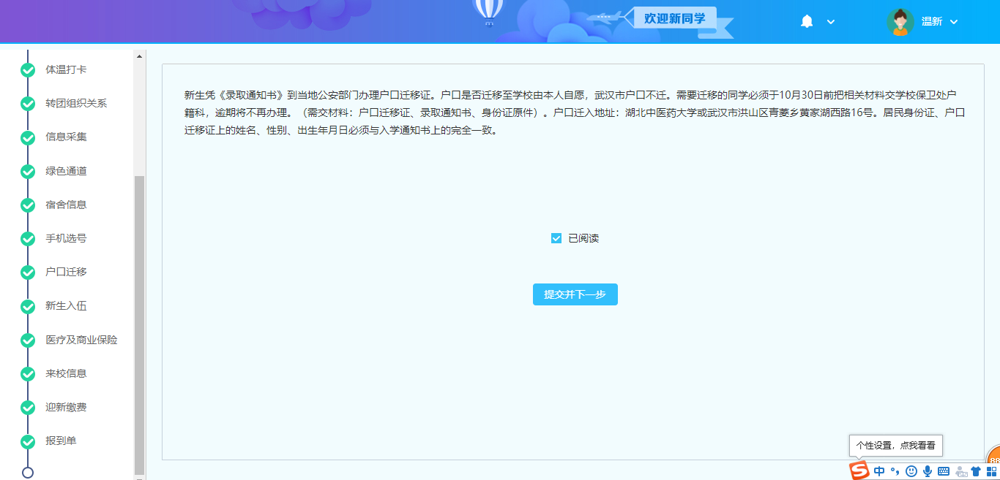 欢迎新同学
温新
体温打卡
转团组织关系
信息采集
绿色通道
宿舍信息
手机选号
户口迁移
新生入伍
医疗及商业保险
来校信息
迎新缴费
报到单
新生凭《录取通知书》到当地公安部门办理户口迁移证。户口是否迁移至学校由本人自愿，武汉市户口不迁。需要迁移的同学必须于10月30日前把相关材料交学校保卫处户
籍科，逾期将不再办理。（需交材料：户口迁移证、录取通知书、身份证原件）。户口迁入地址：湖北中医药大学或武汉市洪山区青菱乡黄家湖西路16号。居民身份证、户口
迁移证上的姓名、性别、出生年月日必须与入学通知书上的完全一致。
已阅读
提交并下一步
个性设置，点我看看
S中